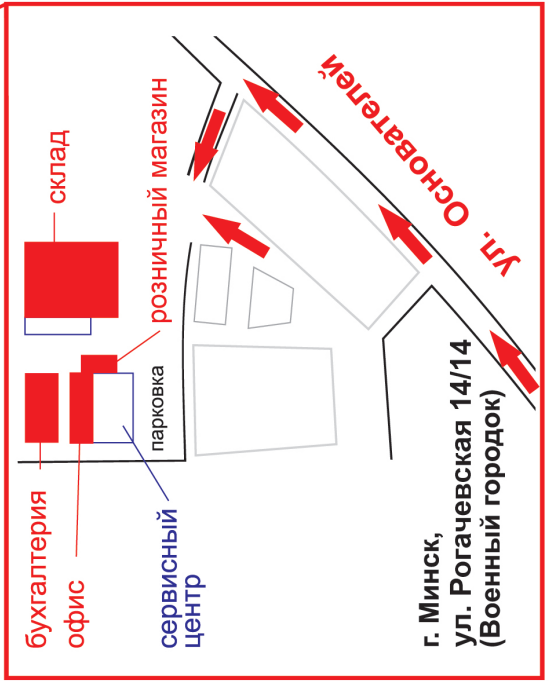 бухгалтерия
офис
сервисный
центр
парковка
розничный магазин
склад
ул. Основателей
г. Минск,
ул. Рогачевская 14/14
(Военный городок)